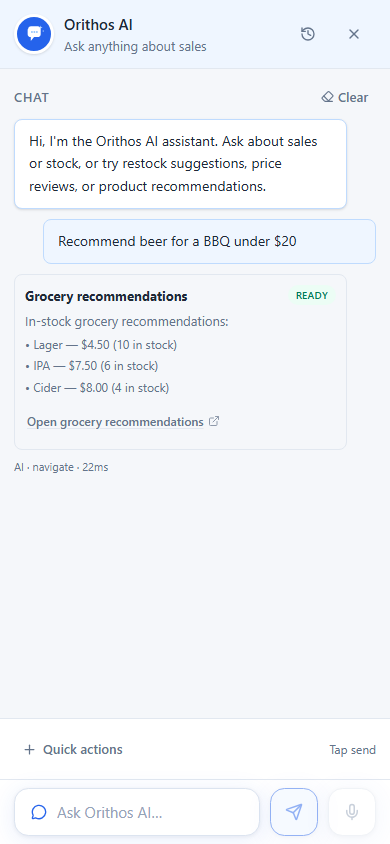 Orithos AI
Ask anything about sales
CHAT
Clear
Hi, I'm the Orithos AI assistant. Ask about sales
or stock, or try restock suggestions, price
reviews, or product recommendations.
Recommend beer for a BBQ under $20
Grocery recommendations
READY
In-stock grocery recommendations:
• Lager — $4.50 (10 in stock)
• IPA — $7.50 (6 in stock)
• Cider — $8.00 (4 in stock)
Open grocery recommendations
AI · navigate · 22ms
Quick actions
Tap send
Ask Orithos AI...